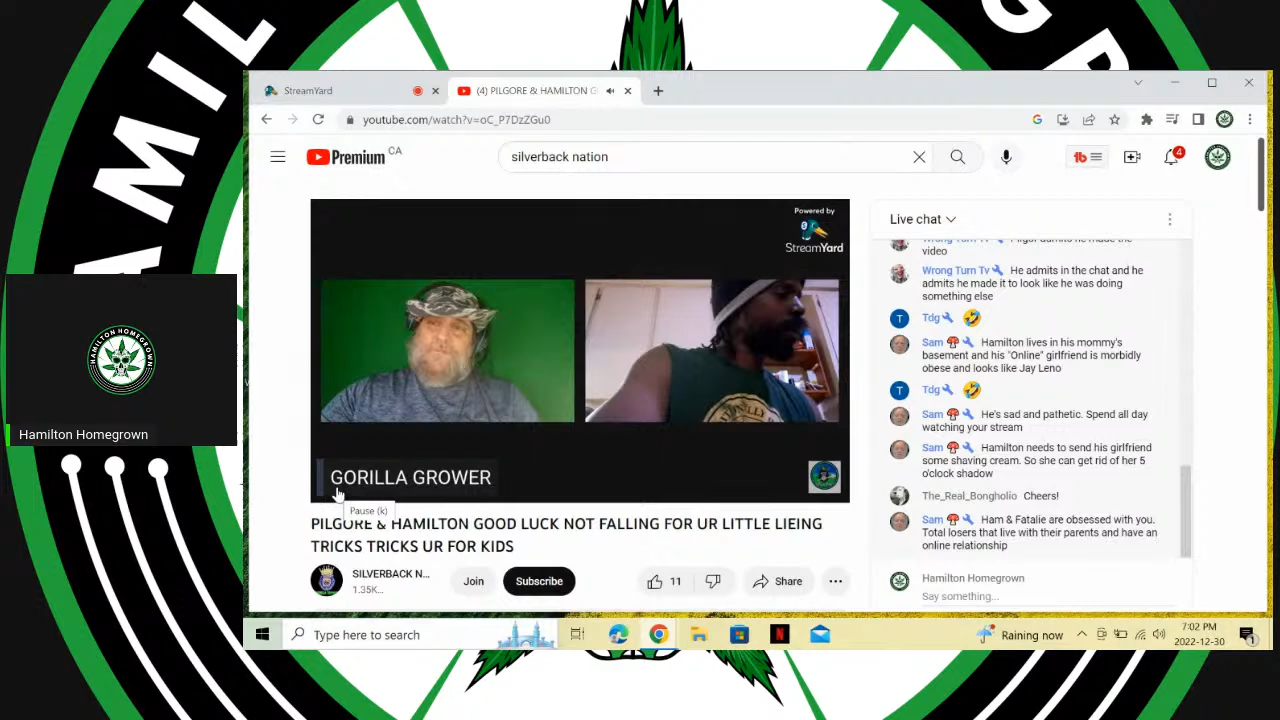 HAMIL
GR
StreamYard
(4) PILGORE & HAMILTON G
youtube.com/watch?v=oC_P7DzZGu0
Premium CA
silverback nation
4
Powered by
StreamYard
GORILLA GROWER
Pause (k)
PILGORE & HAMILTON GOOD LUCK NOT FALLING FOR UR LITTLE LIEING
TRICKS TRICKS UR FOR KIDS
SILVERBACK N...
1.35K...
Join
Subscribe
11
Share
Live chat
video
Wrong Turn Tv He admits in the chat and he
admits he made it to look like he was doing
something else
T Tdg
Sam Hamilton lives in his mommy's
basement and his "Online" girlfriend is morbidly
obese and looks like Jay Leno
T Tdg
Sam He's sad and pathetic. Spend all day
watching your stream
Sam Hamilton needs to send his girlfriend
some shaving cream. So she can get rid of her 5
o'clock shadow
The_Real_Bongholio Cheers!
Sam Ham & Fatalie are obsessed with you.
Total losers that live with their parents and have an
online relationship
Hamilton Homegrown
Say something...
HAMILTON HOMEGROWN
Hamilton Homegrown
Type here to search
Raining now
7:02 PM
2022-12-30
1